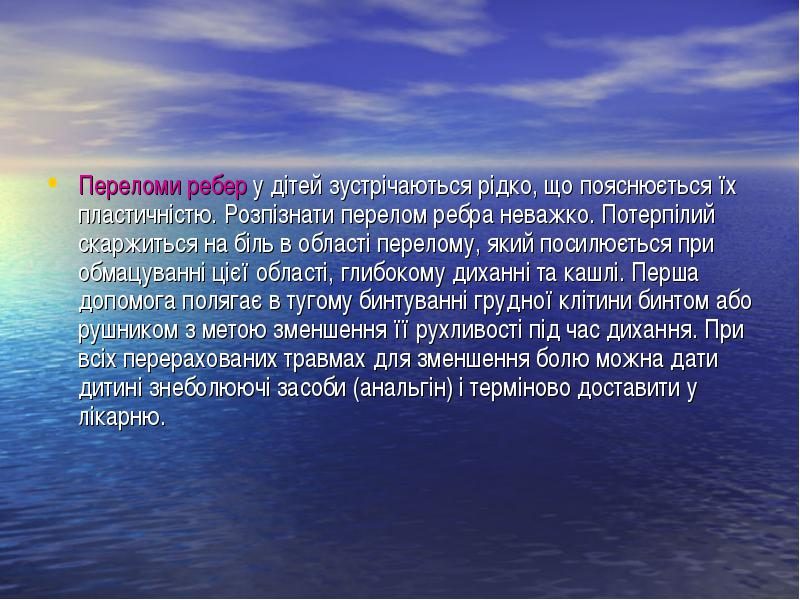 Переломи ребер у дітей зустрічаються рідко, що пояснюється їх
пластичністю. Розпізнати перелом ребра неважко. Потерпілий
скаржиться на біль в області перелому, який посилюється при
обмацуванні цієї області, глибокому диханні та кашлі. Перша
допомога полягає в тугому бинтуванні грудної клітини бинтом або
рушником з метою зменшення її рухливості під час дихання. При
всіх перерахованих травмах для зменшення болю можна дати
дитині знеболюючі засоби (анальгін) і терміново доставити у
лікарню.